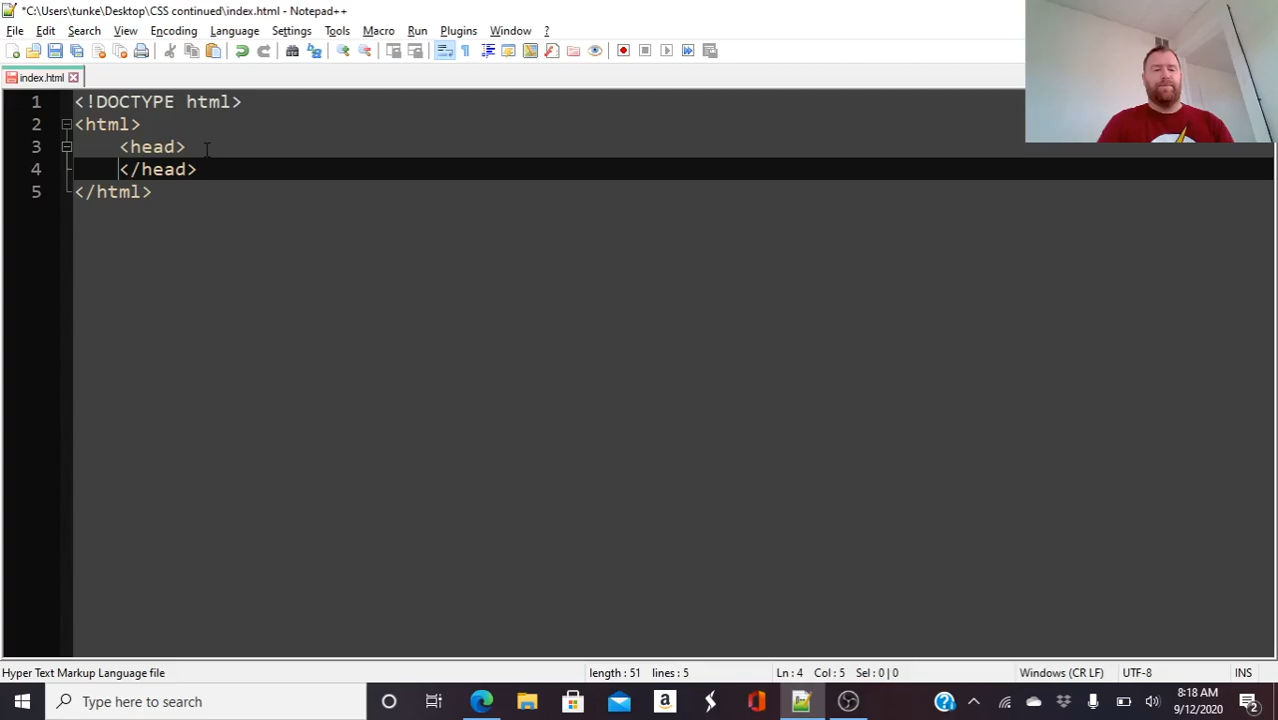 *C:\Users\tunke\Desktop\CSS contined\index.html - Notepad++
File Edit Search View Encoding Language Settings Tools Macro Run Plugins Window ?
index.html
1 <!DOCTYPE html>
2 <html>
3 <head>
4 </head>
5 </html>
Hyper Text Markup Language file length : 51 lines : 5 Ln : 4 Col : 5 Sel : 0 | 0 Windows (CR LF) UTF-8 INS
Type here to search
8:18 AM
9/12/2020
2